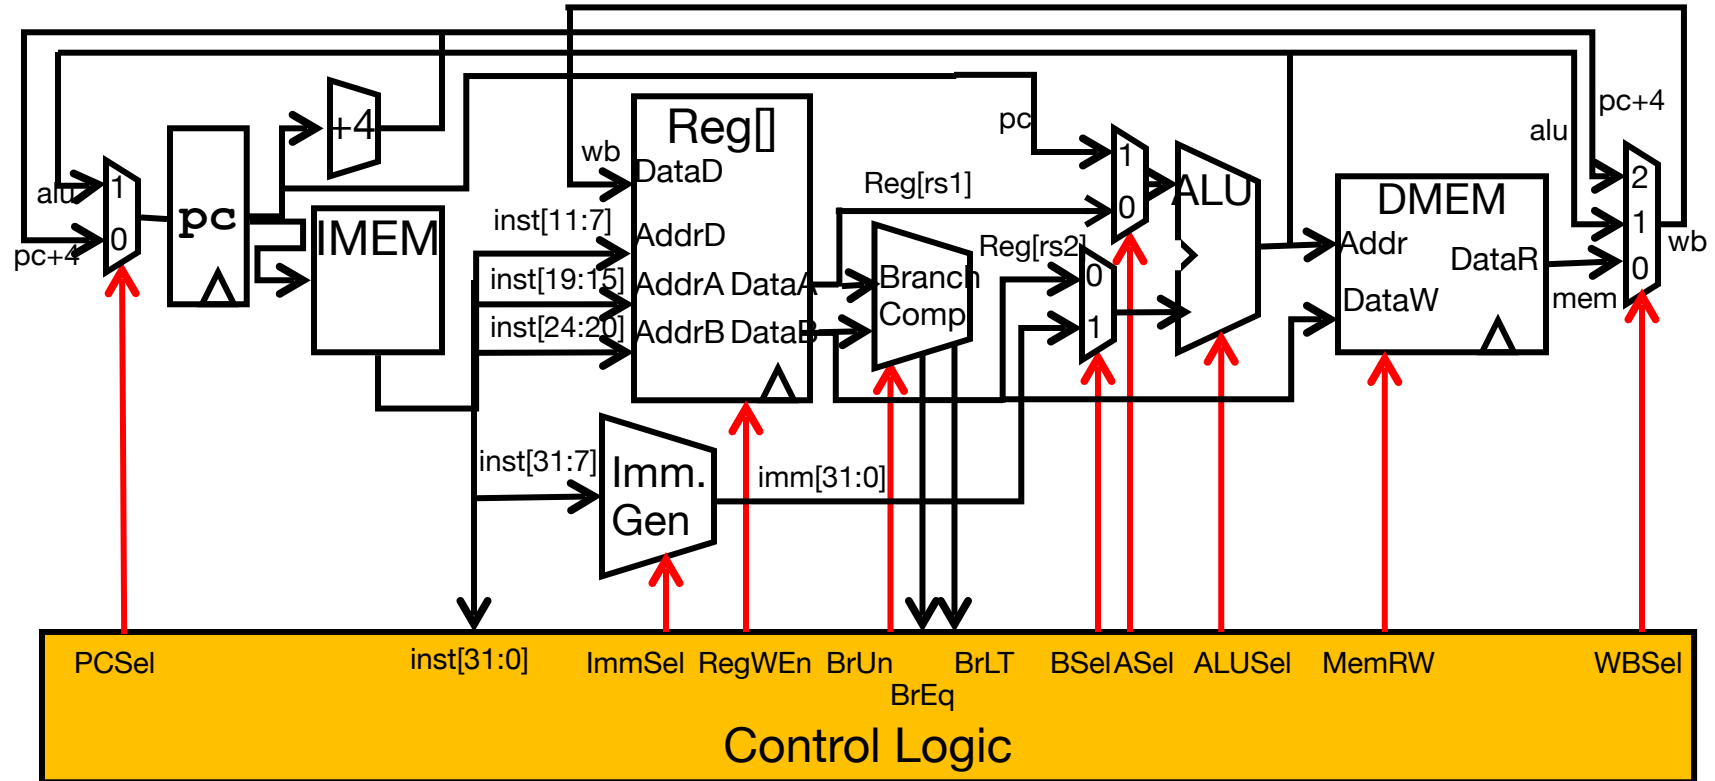 +4
pc+4
alu
pc
Reg[]
wb
DataD
Reg[rs1]
1
ALU
DMEM
2
alu
1
pc
IMEM
inst[11:7]
AddrD
0
Reg[rs2]
Addr
1
wb
0
pc+4
inst[19:15]
AddrA
DataA
Branch
Comp
0
DataR
0
mem
inst[24:20]
AddrB
DataB
1
DataW
inst[31:7]
Imm.
Gen
imm[31:0]
PCSel
inst[31:0]
ImmSel
RegWEn
BrUn
BrEq
BrLT
BSel
ASel
ALUSel
MemRW
WBSel
Control Logic